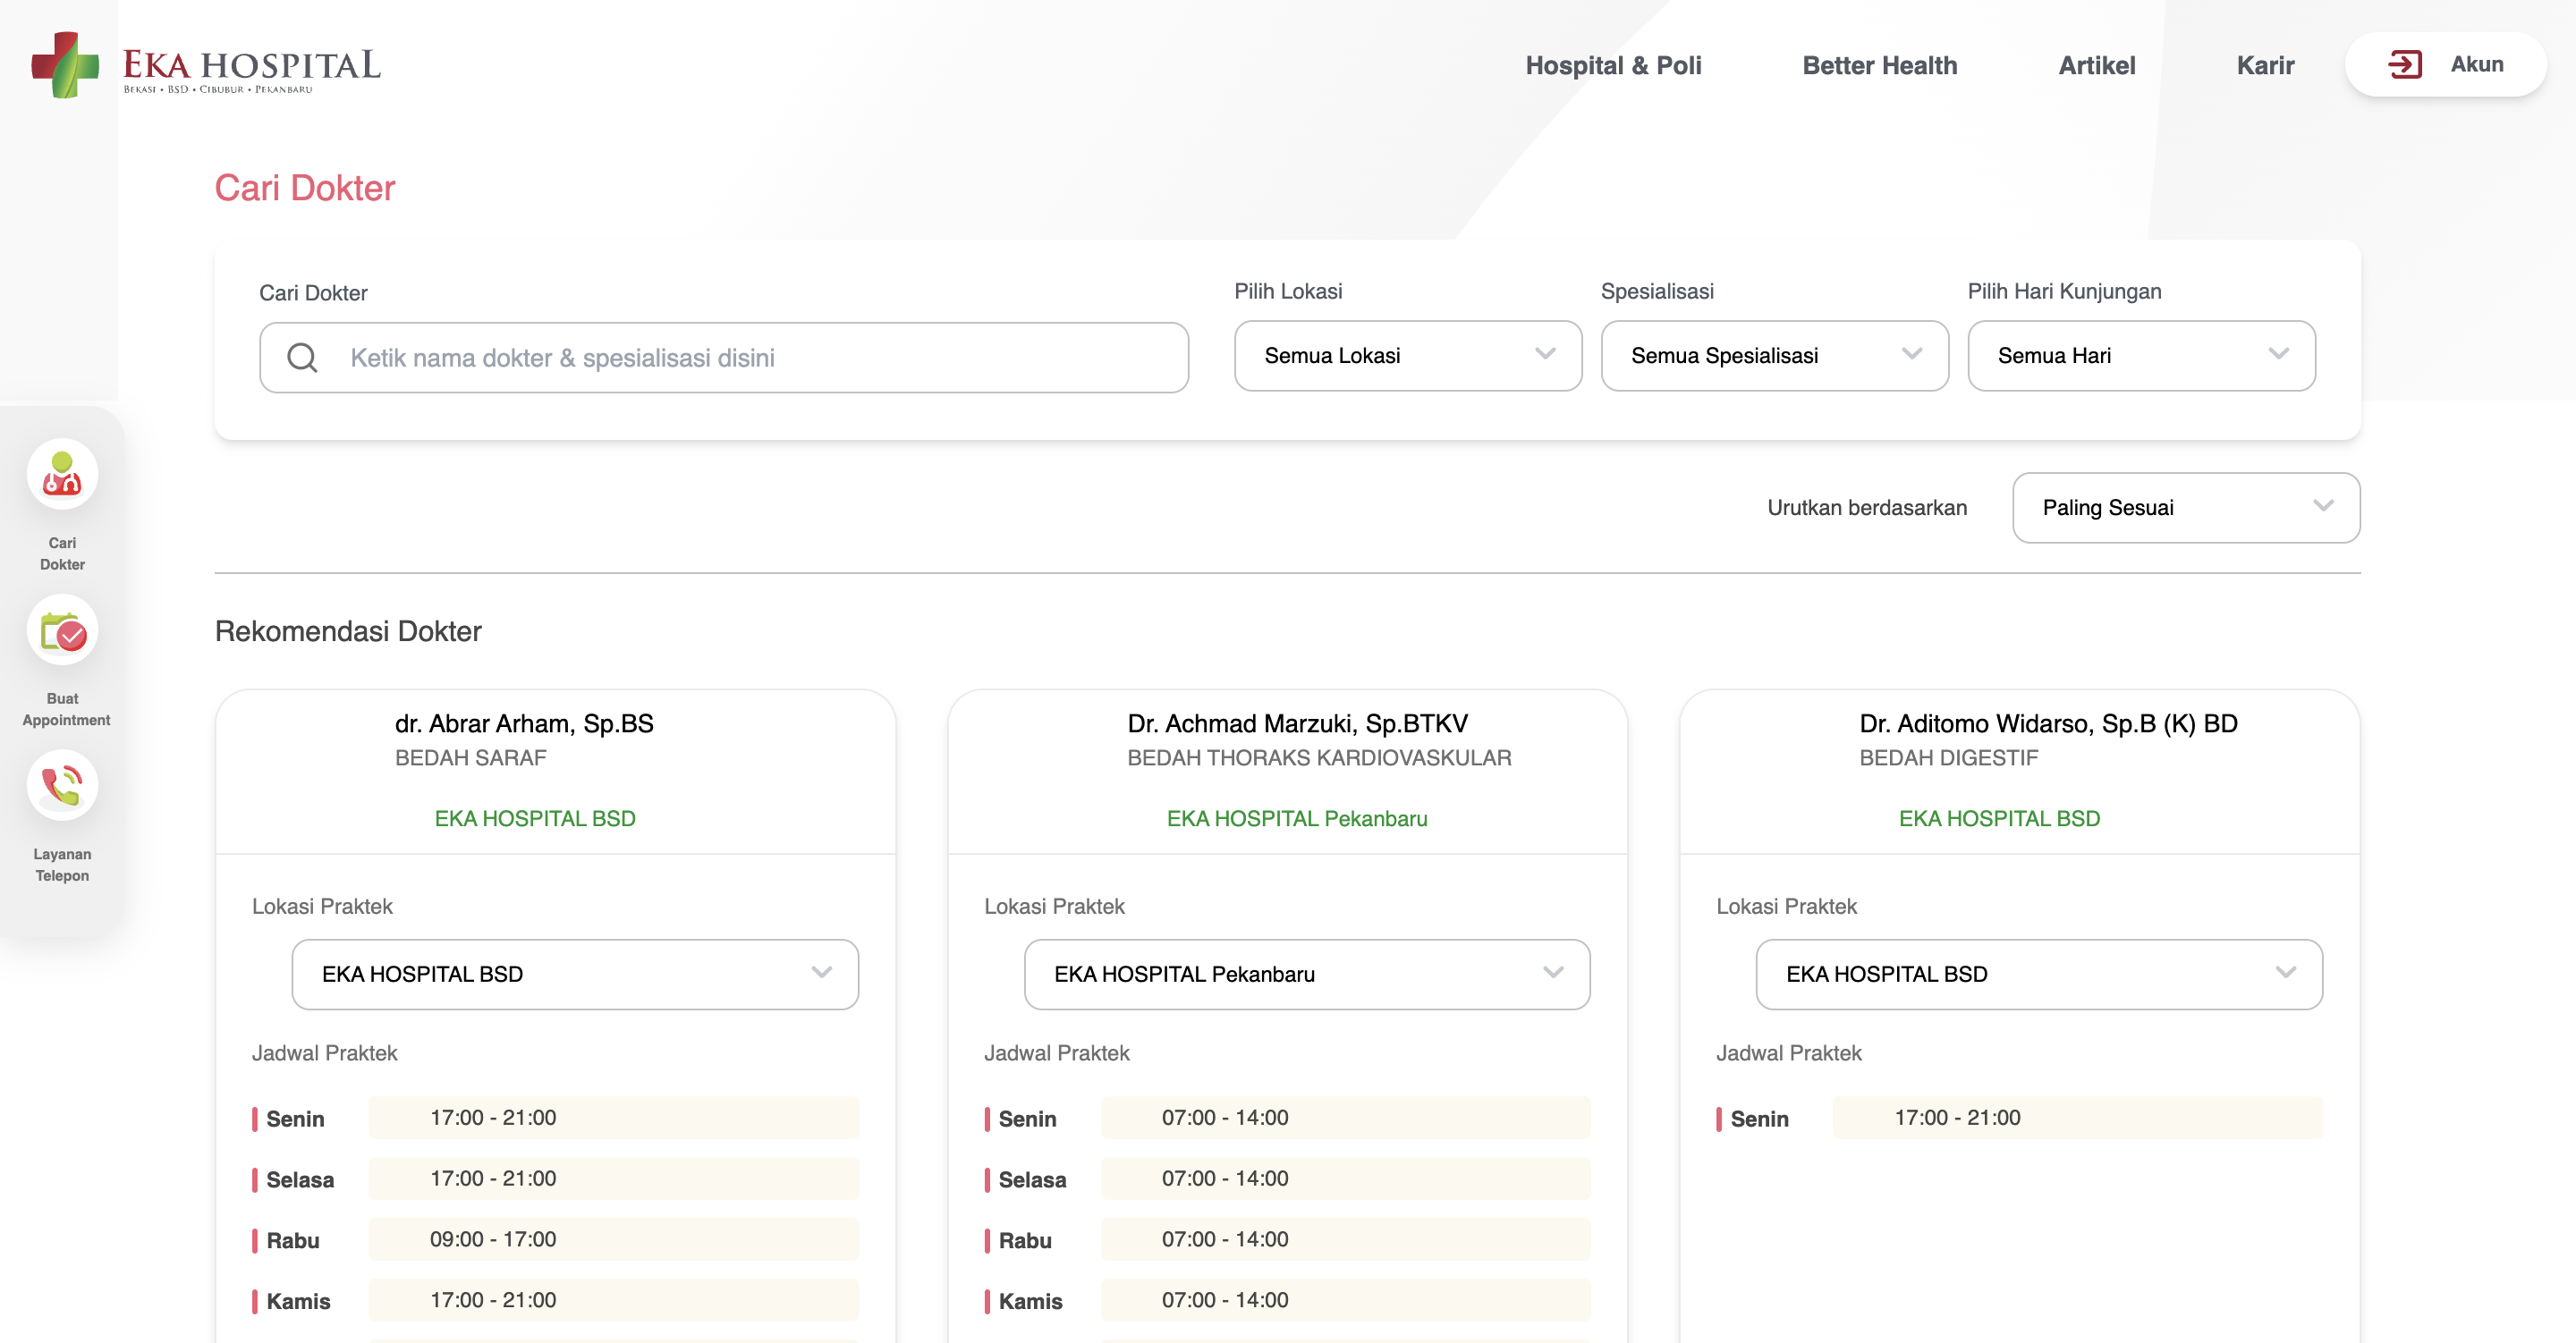 EKA HOSPITAL
BEKASI • BSD • CIBUBUR • PEKANBARU
Hospital & Poli
Better Health
Artikel
Karir
Akun
Cari Dokter
Cari Dokter
Ketik nama dokter & spesialisasi disini
Pilih Lokasi
Semua Lokasi
Spesialisasi
Semua Spesialisasi
Pilih Hari Kunjungan
Semua Hari
Cari
Dokter
Buat
Appointment
Layanan
Telepon
Urutkan berdasarkan
Paling Sesuai
Rekomendasi Dokter
dr. Abrar Arham, Sp.BS
BEDAH SARAF
EKA HOSPITAL BSD
Lokasi Praktek
EKA HOSPITAL BSD
Jadwal Praktek
Senin 17:00 - 21:00
Selasa 17:00 - 21:00
Rabu 09:00 - 17:00
Kamis 17:00 - 21:00
Dr. Achmad Marzuki, Sp.BTKV
BEDAH THORAKS KARDIOVASKULAR
EKA HOSPITAL Pekanbaru
Lokasi Praktek
EKA HOSPITAL Pekanbaru
Jadwal Praktek
Senin 07:00 - 14:00
Selasa 07:00 - 14:00
Rabu 07:00 - 14:00
Kamis 07:00 - 14:00
Dr. Aditomo Widarso, Sp.B (K) BD
BEDAH DIGESTIF
EKA HOSPITAL BSD
Lokasi Praktek
EKA HOSPITAL BSD
Jadwal Praktek
Senin 17:00 - 21:00